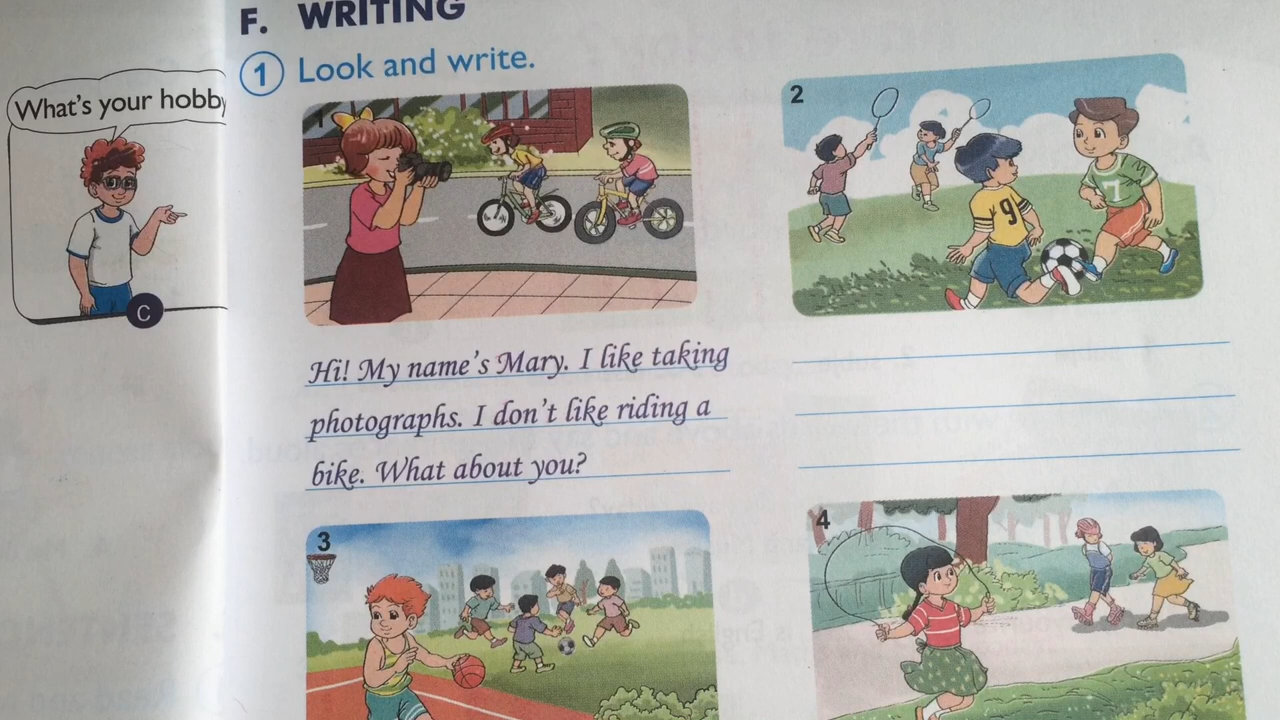 F. WRITING
1 Look and write.
What's your hobby
C
1
2
9
7
Hi! My name's Mary. I like taking
photographs. I don't like riding a
bike. What about you?
3
4